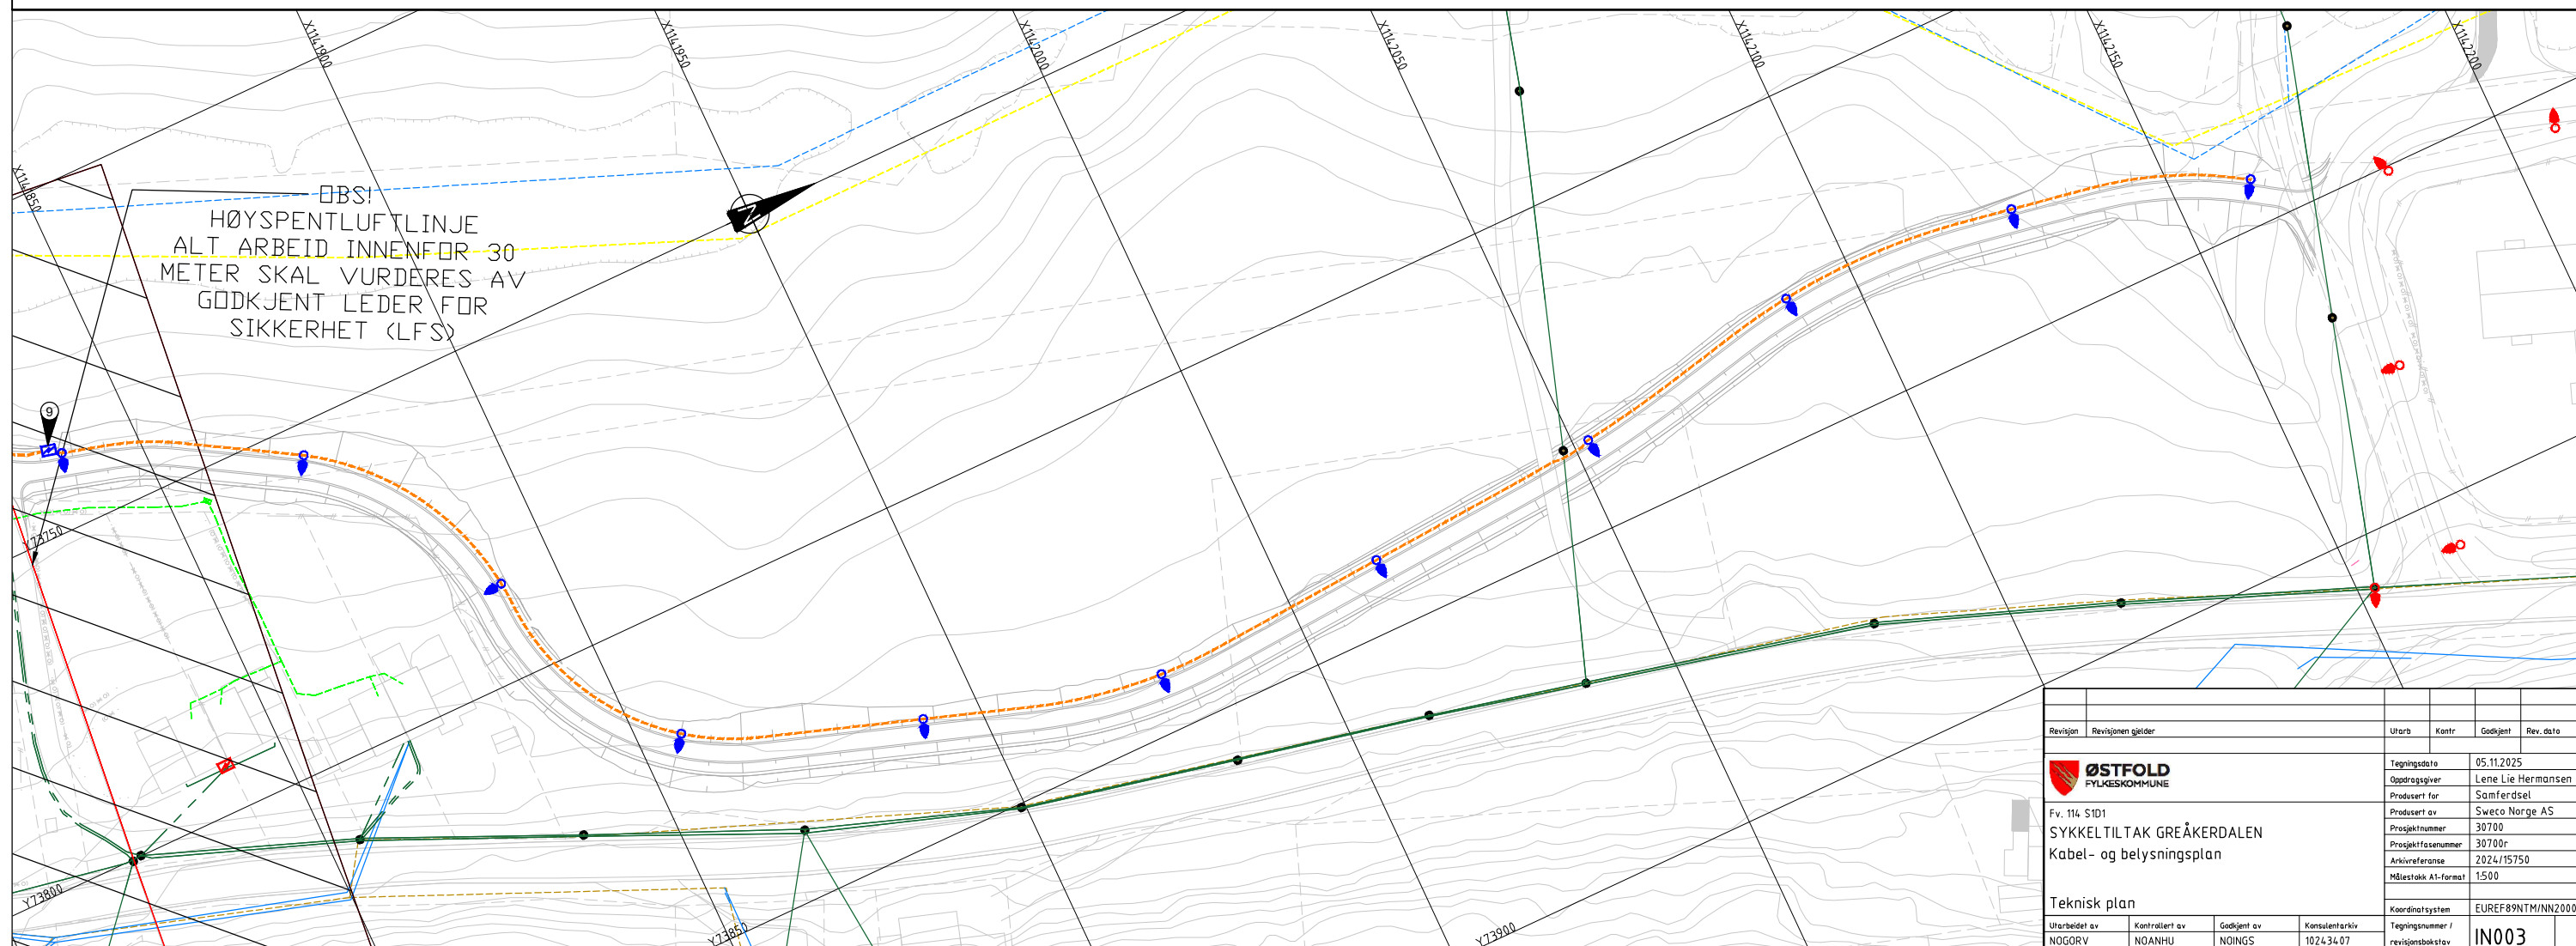 X1141850
X1141900
X1141950
X1142000
X1142050
X1142100
X1142150
X1142200
OBS!
HØYSPENTLUFTLINJE
ALT ARBEID INNENFOR 30
METER SKAL VURDERES AV
GODKJENT LEDER FOR
SIKKERHET (LFS)
N
9
Y73750
Y73800
Y73850
Y73900
Revisjon Revisjonen gjelder Utarb Kontr Godkjent Rev. dato
ØSTFOLD
FYLKESKOMMUNE
Fv. 114 S1D1
SYKKELTILTAK GREÅKERDALEN
Kabel- og belysningsplan
Teknisk plan
Tegningsdato 05.11.2025
Oppdragsgiver Lene Lie Hermansen
Produsert for Samferdsel
Produsert av Sweco Norge AS
Prosjektnummer 30700
Prosjektfasenummer 30700r
Arkivreferanse 2024/15750
Målestokk A1-format 1:500
Koordinatsystem EUREF89NTM/NN2000
Utarbeidet av Kontrollert av Godkjent av Konsulentarkiv
NOGORV NOANHU NOINGS 10243407
Tegningsnummer /
revisjonsbokstav IN003